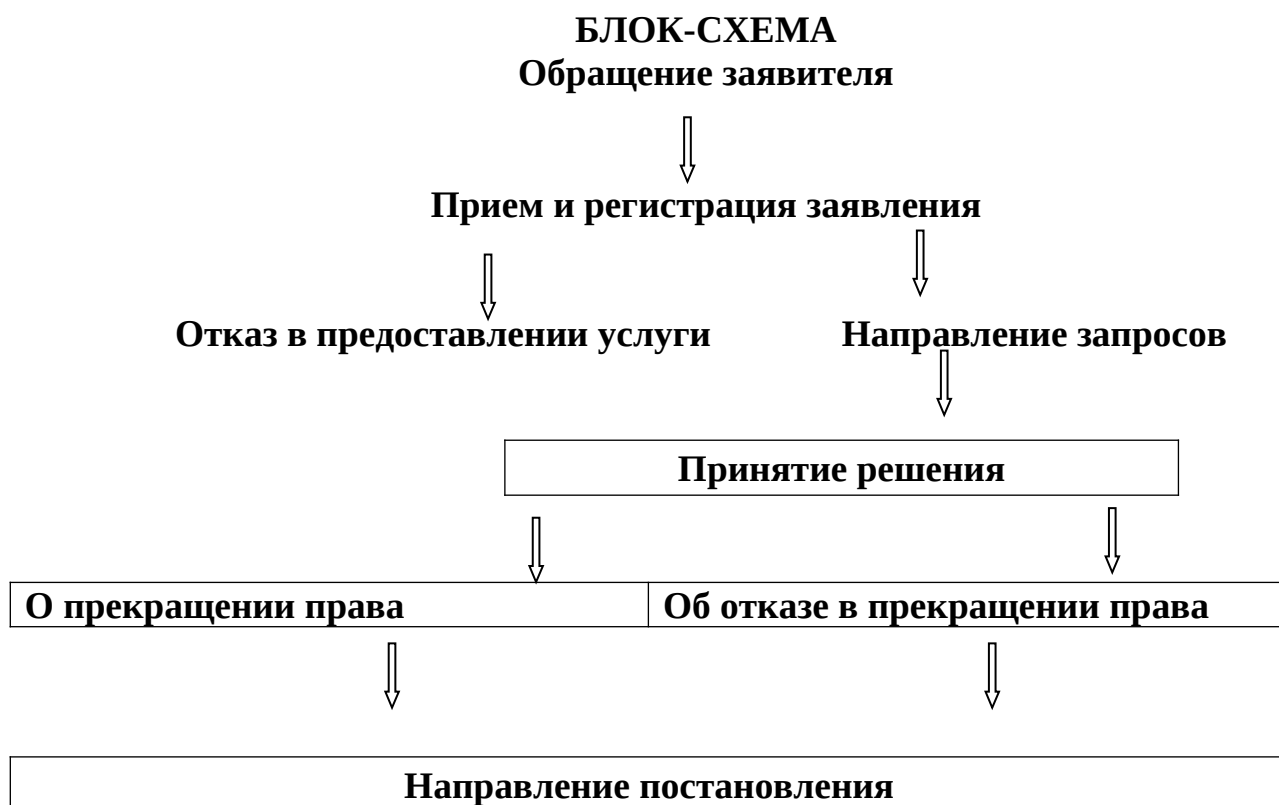 БЛОК-СХЕМА
Обращение заявителя
Прием и регистрация заявления
Отказ в предоставлении услуги Направление запросов
Принятие решения
О прекращении права Об отказе в прекращении права
Направление постановления